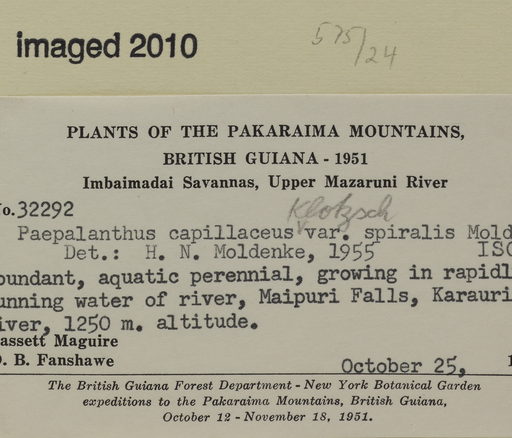 imaged 2010
575/24
PLANTS OF THE PAKARAIMA MOUNTAINS,
BRITISH GUIANA - 1951
Imbaimadai Savannas, Upper Mazaruni River
No. 32292
Klotzsch
Paepalanthus capillaceus var. spiralis Mold
Det.: H. N. Moldenke, 1955 ISO
bundant, aquatic perennial, growing in rapidl
unning water of river, Maipuri Falls, Karauri
iver, 1250 m. altitude.
assett Maguire
D. B. Fanshawe
October 25, 1
The British Guiana Forest Department - New York Botanical Garden
expeditions to the Pakaraima Mountains, British Guiana,
October 12 - November 18, 1951.